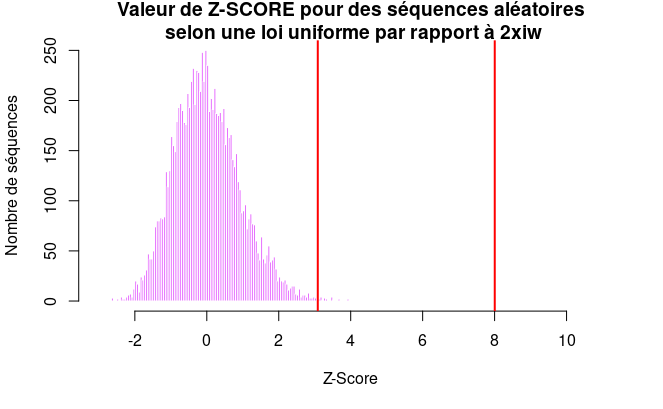 Valeur de Z-SCORE pour des séquences aléatoires
selon une loi uniforme par rapport à 2xiw
Nombre de séquences
250
200
150
100
50
0
-2 0 2 4 6 8 10
Z-Score